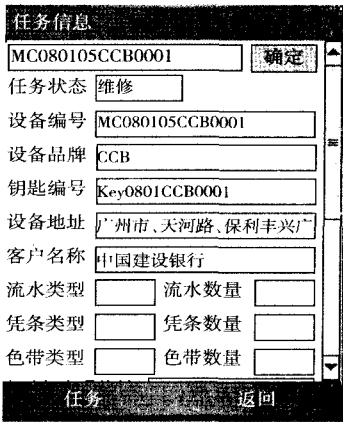 任务信息
MC080105CCB0001 确定
任务状态 维修
设备编号 MC080105CCB0001
设备品牌 CCB
钥匙编号 Key0801CCB0001
设备地址 广州市、天河路、保利丰兴广
客户名称 中国建设银行
流水类型 流水数量
凭条类型 凭条数量
色带类型 色带数量
任务 返回